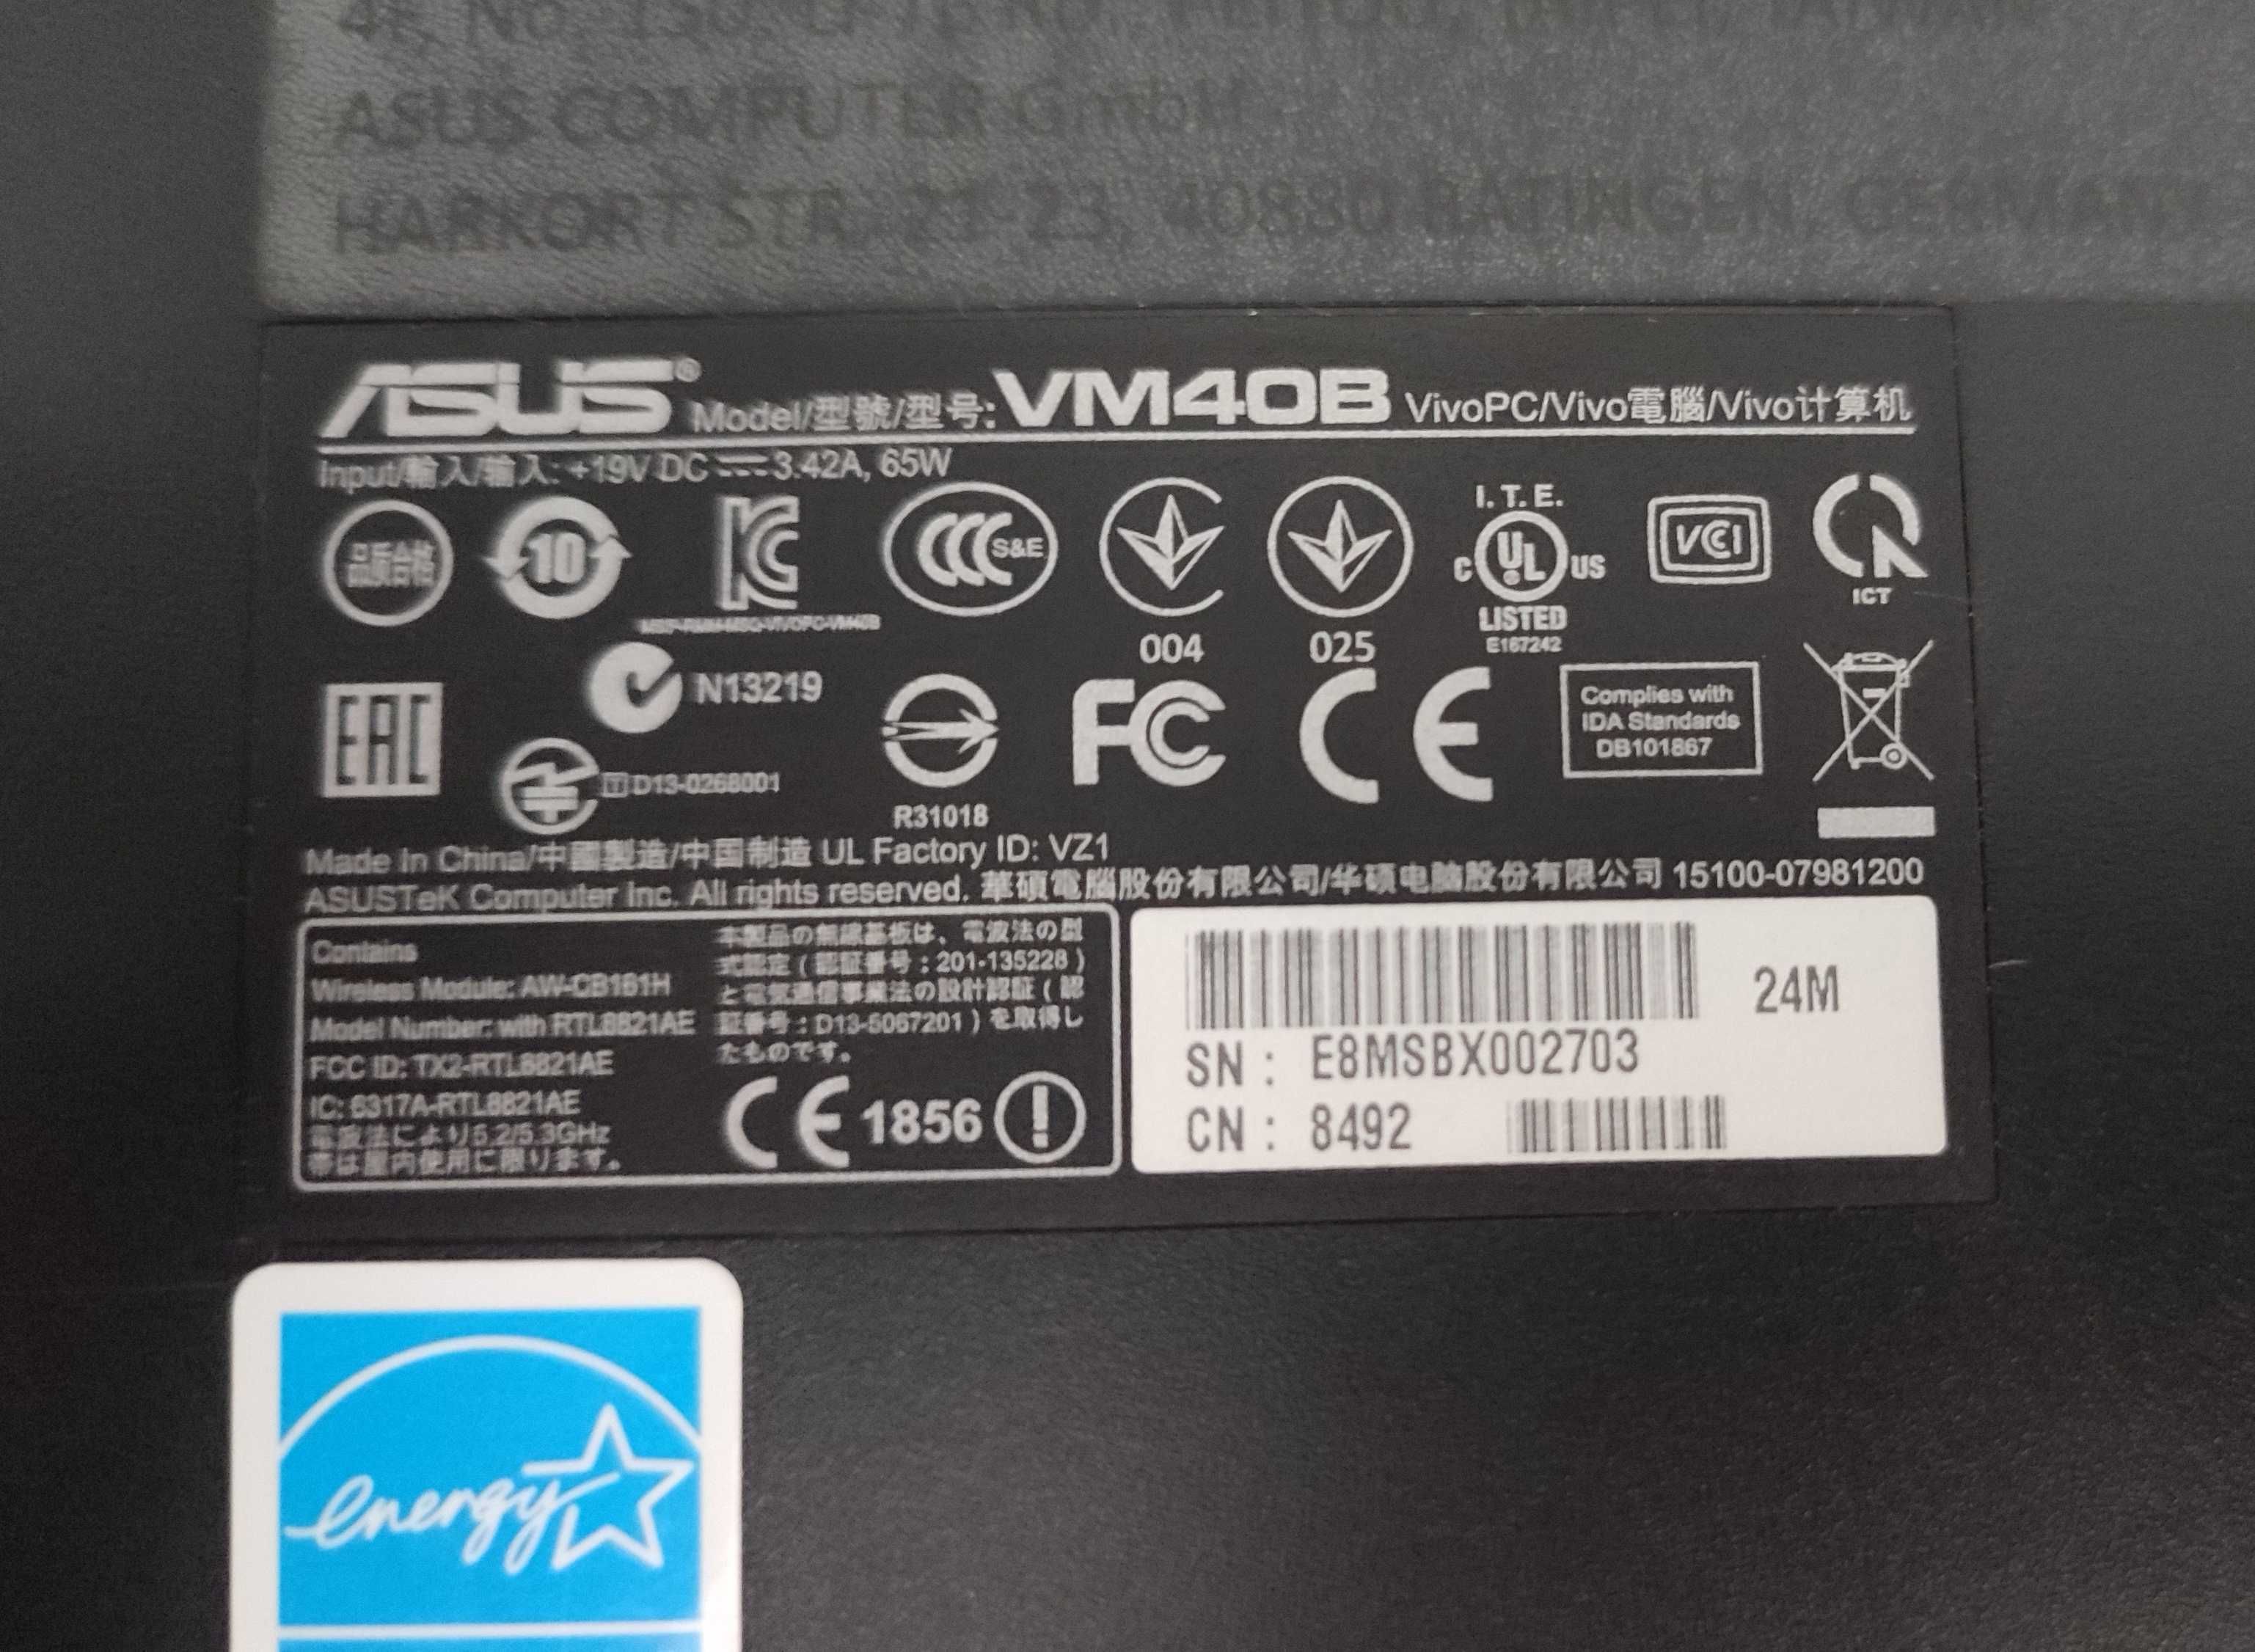 ASUS COMPUTER GmbH
HARKORT STR. 21-23, 40880 RATINGEN, GERMANY
ASUS® Model/型號/型号: VM40B VivoPC/Vivo電腦/Vivo计算机
Input/輸入/输入: +19V DC 3.42A, 65W
品质合格
10
S&E
004
025
I.T.E.
C UL US
LISTED
E167242
VCI
ICT
EAC
N13219
D13-0268001
R31018
FC
CE
Complies with
IDA Standards
DB101867
Made In China/中國製造/中国制造 UL Factory ID: VZ1
ASUSTeK Computer Inc. All rights reserved. 華碩電腦股份有限公司/华硕电脑股份有限公司 15100-07981200
Contains
Wireless Module: AW-CB161H
Model Number: with RTL8821AE
FCC ID: TX2-RTL8821AE
IC: 6317A-RTL8821AE
電波法により5.2/5.3GHz
帯は屋内使用に限ります。
本製品の無線基板は、電波法の型
式認定(認証番号:201-135228)
と電気通信事業法の設計認証(認
証番号:D13-5067201)を取得し
たものです。
CE 1856
24M
SN: E8MSBX002703
CN: 8492
energy